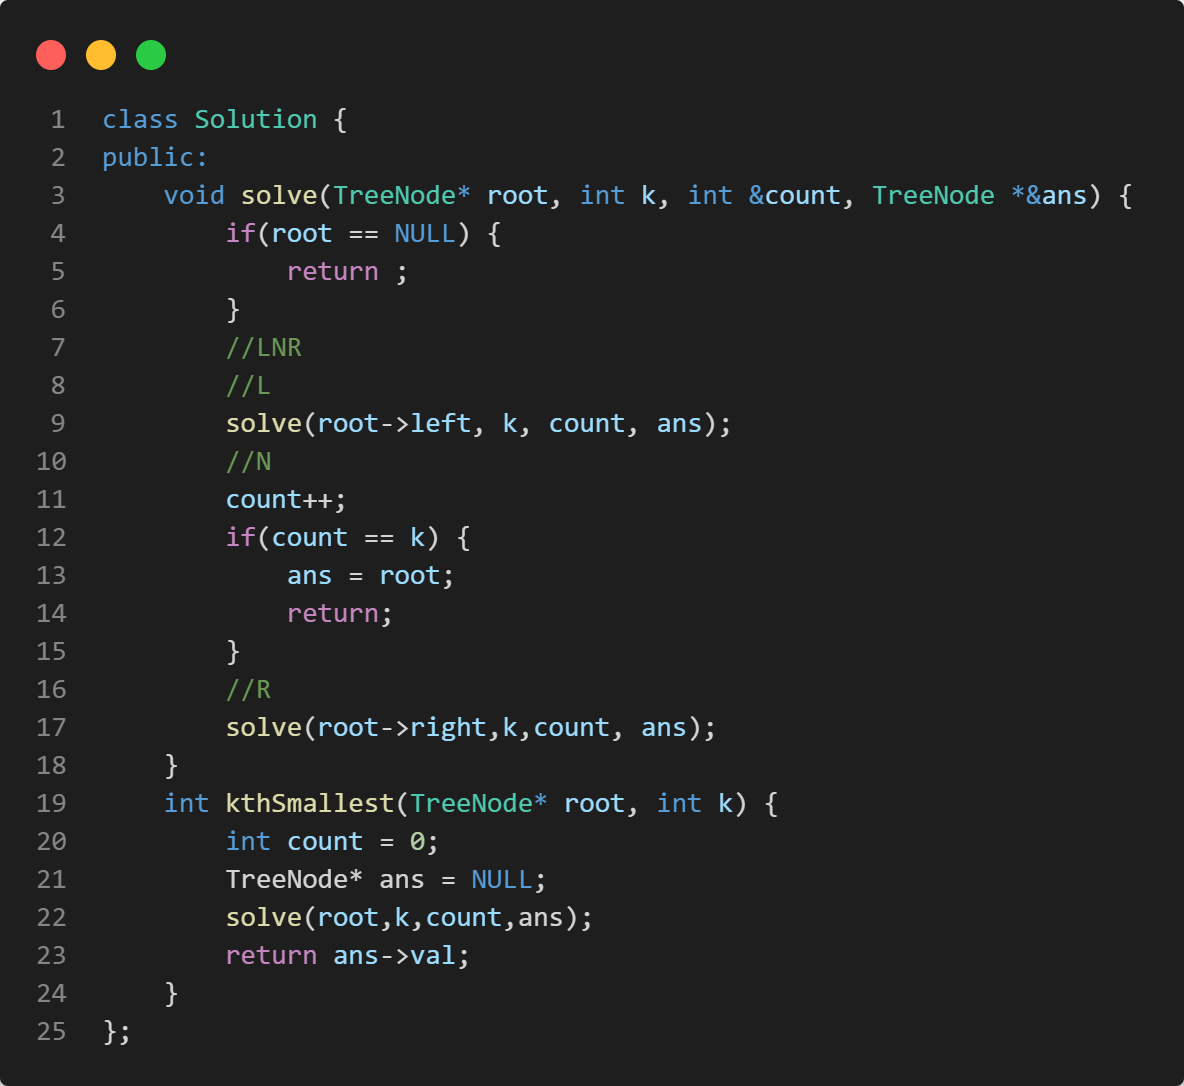 1 class Solution {
2 public:
3     void solve(TreeNode* root, int k, int &count, TreeNode *&ans) {
4         if(root == NULL) {
5             return ;
6         }
7         //LNR
8         //L
9         solve(root->left, k, count, ans);
10         //N
11         count++;
12         if(count == k) {
13             ans = root;
14             return;
15         }
16         //R
17         solve(root->right,k,count, ans);
18     }
19     int kthSmallest(TreeNode* root, int k) {
20         int count = 0;
21         TreeNode* ans = NULL;
22         solve(root,k,count,ans);
23         return ans->val;
24     }
25 };